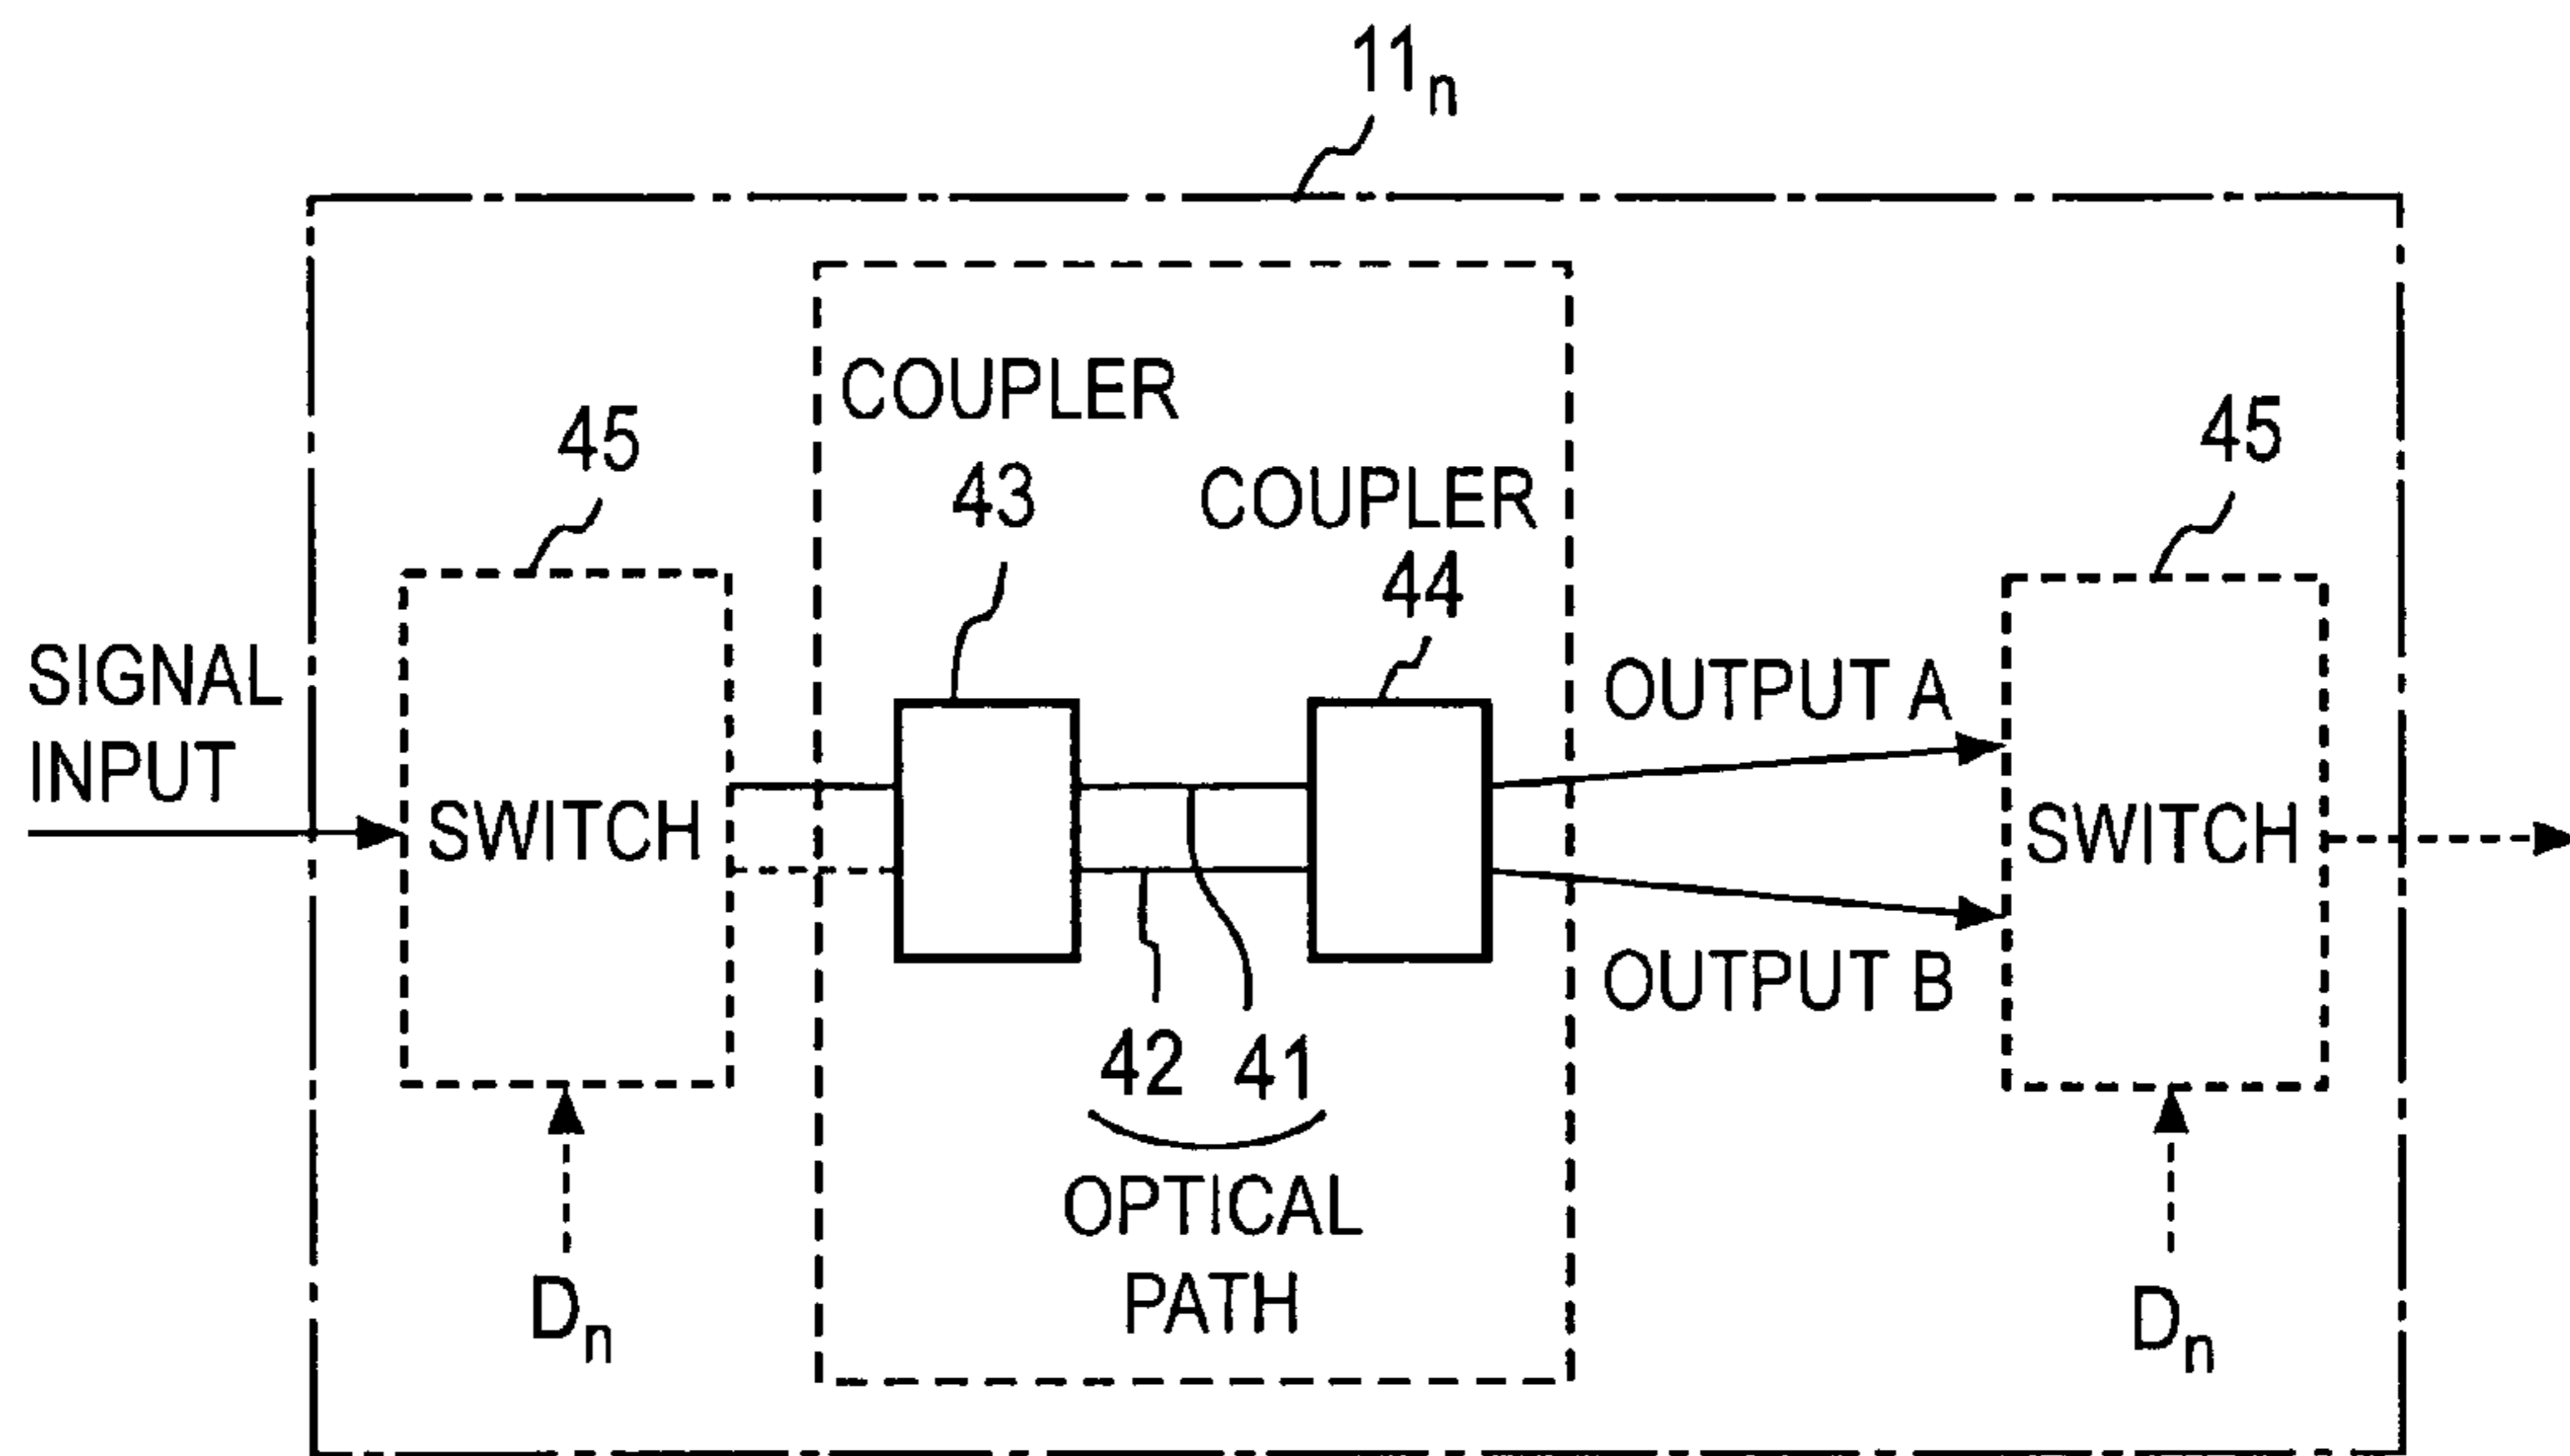 11n
COUPLER
45
43
COUPLER
44
45
SIGNAL
INPUT
SWITCH
OUTPUT A
OUTPUT B
SWITCH
42 41
OPTICAL
PATH
Dn
Dn